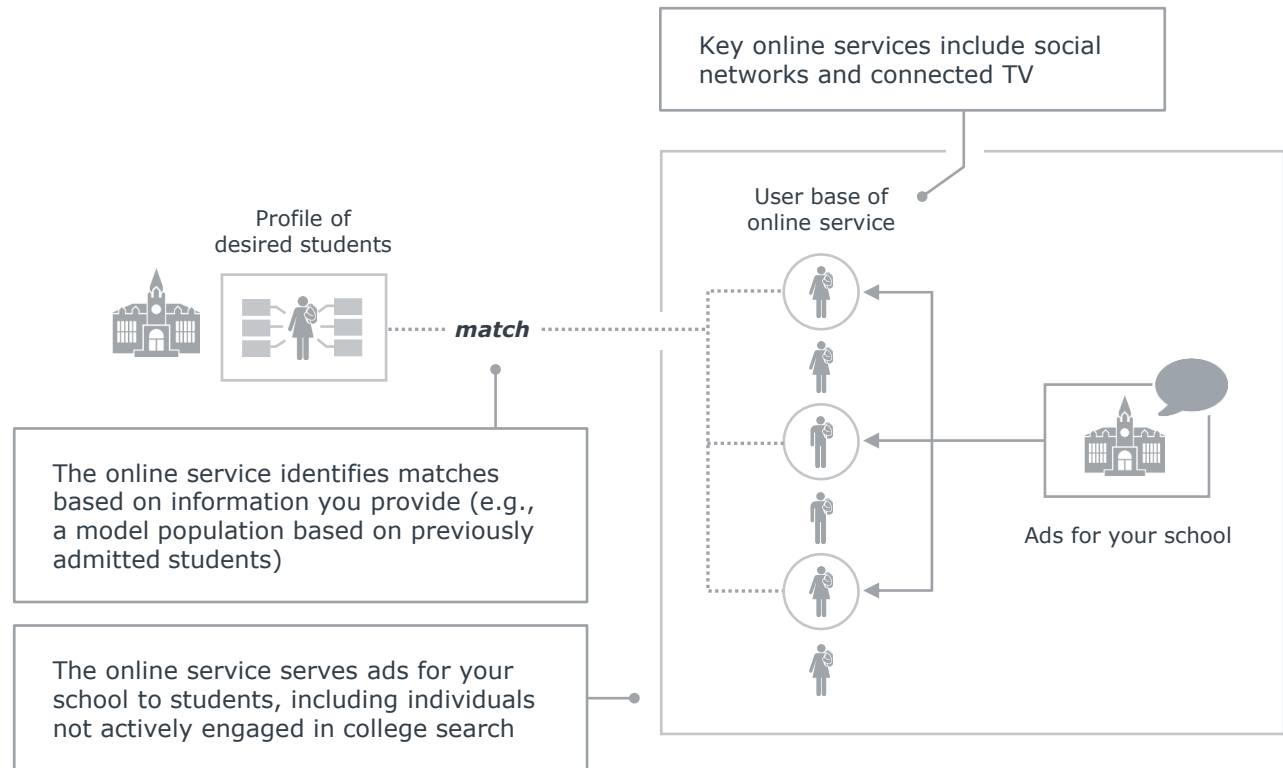 Key online services include social
networks and connected TV
User base of
online service
Profile of
desired students
match
The online service identifies matches
based on information you provide (e.g.,
a model population based on previously
admitted students)
Ads for your school
The online service serves ads for your
school to students, including individuals
not actively engaged in college search